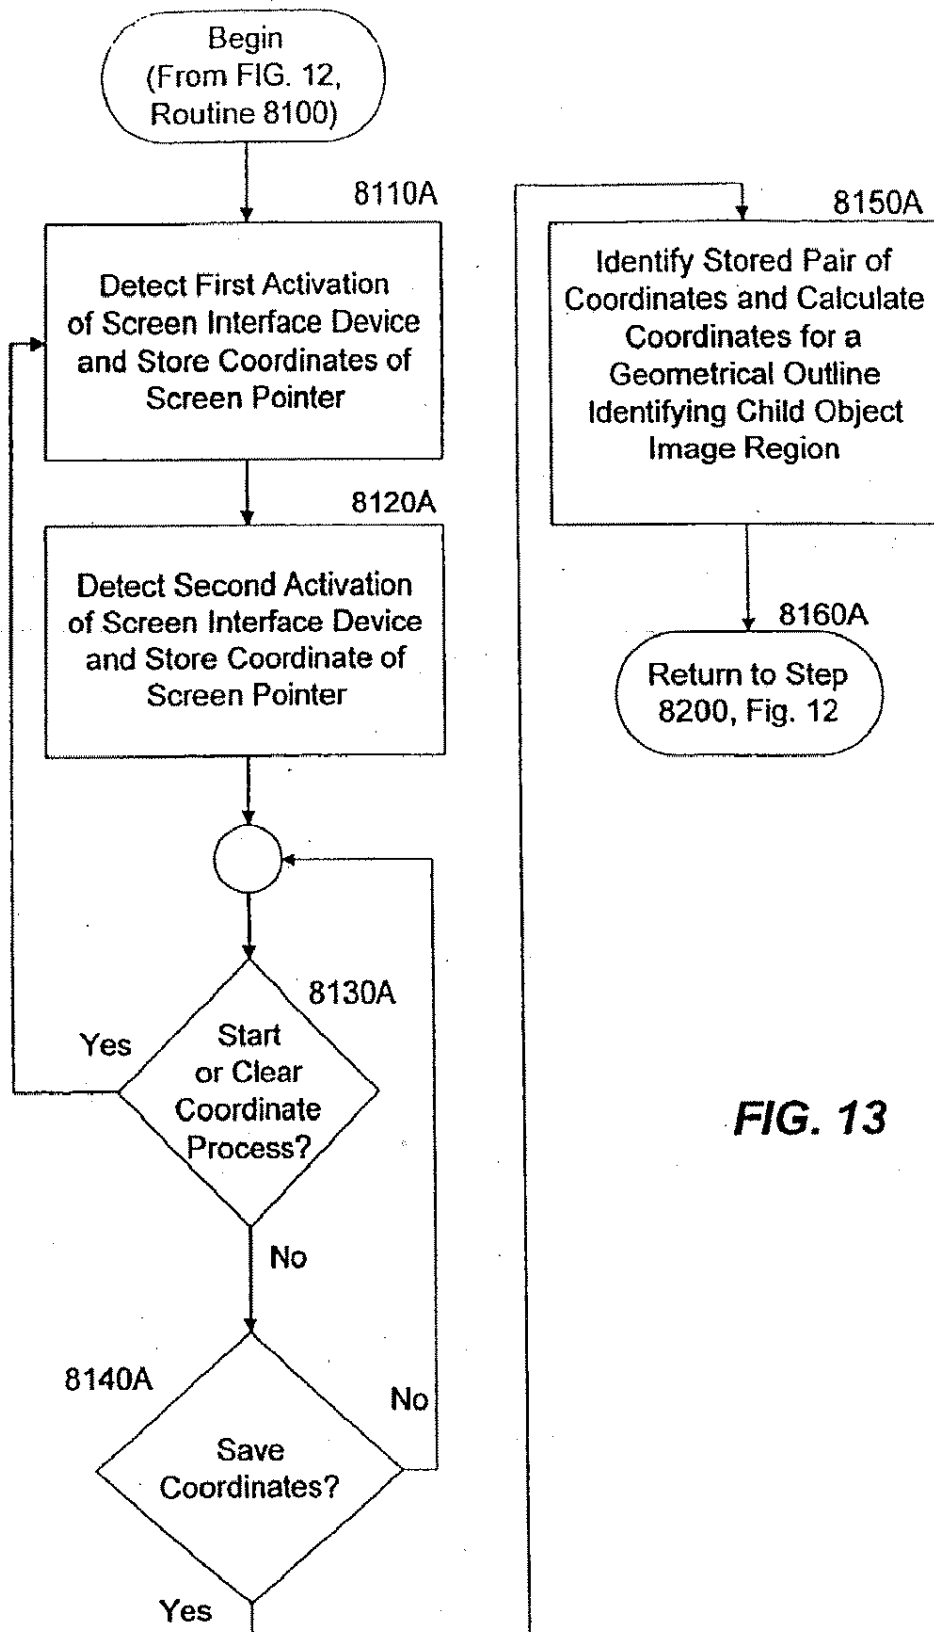 Begin
(From FIG. 12,
Routine 8100)
8110A
Detect First Activation
of Screen Interface Device
and Store Coordinates of
Screen Pointer
8120A
Detect Second Activation
of Screen Interface Device
and Store Coordinate of
Screen Pointer
8130A
Start
or Clear
Coordinate
Process?
Yes
No
8140A
Save
Coordinates?
No
Yes
8150A
Identify Stored Pair of
Coordinates and Calculate
Coordinates for a
Geometrical Outline
Identifying Child Object
Image Region
8160A
Return to Step
8200, Fig. 12
FIG. 13